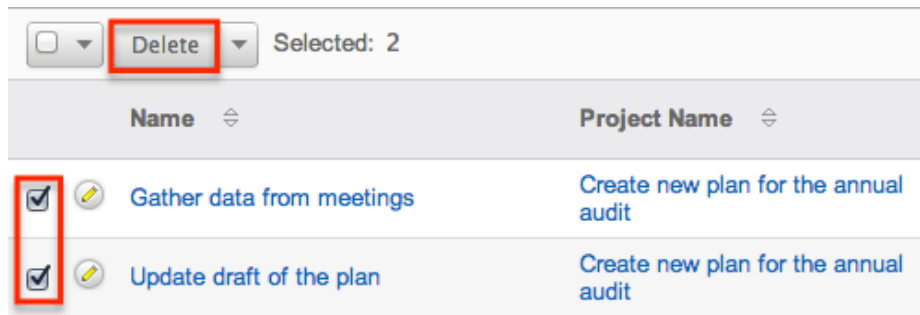 Delete Selected: 2
Name Project Name
Gather data from meetings Create new plan for the annual
audit
Update draft of the plan Create new plan for the annual
audit